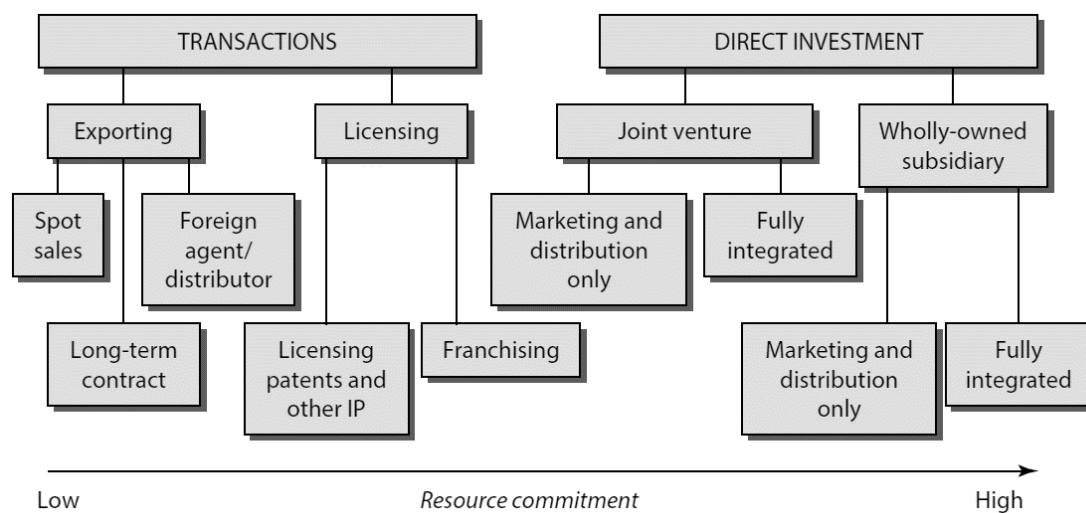 TRANSACTIONS
DIRECT INVESTMENT
Exporting
Licensing
Joint venture
Wholly-owned
subsidiary
Spot
sales
Foreign
agent/
distributor
Marketing and
distribution
only
Fully
integrated
Long-term
contract
Licensing
patents and
other IP
Franchising
Marketing and
distribution
only
Fully
integrated
Low
Resource commitment
High